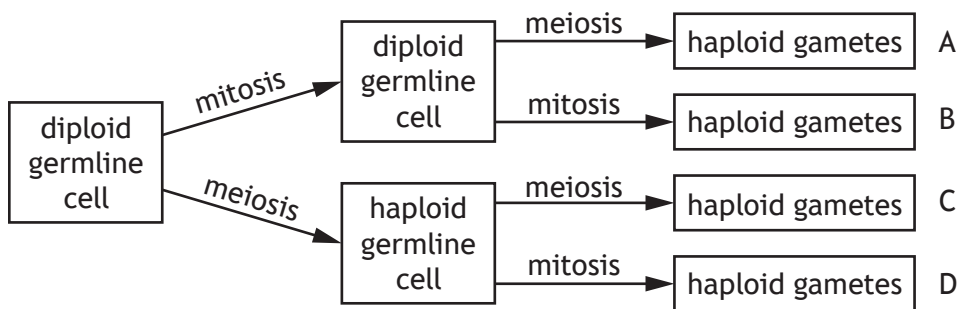 diploid
germline
cell
mitosis
meiosis
diploid
germline
cell
meiosis
haploid gametes
A
mitosis
haploid gametes
B
haploid
germline
cell
meiosis
haploid gametes
C
mitosis
haploid gametes
D